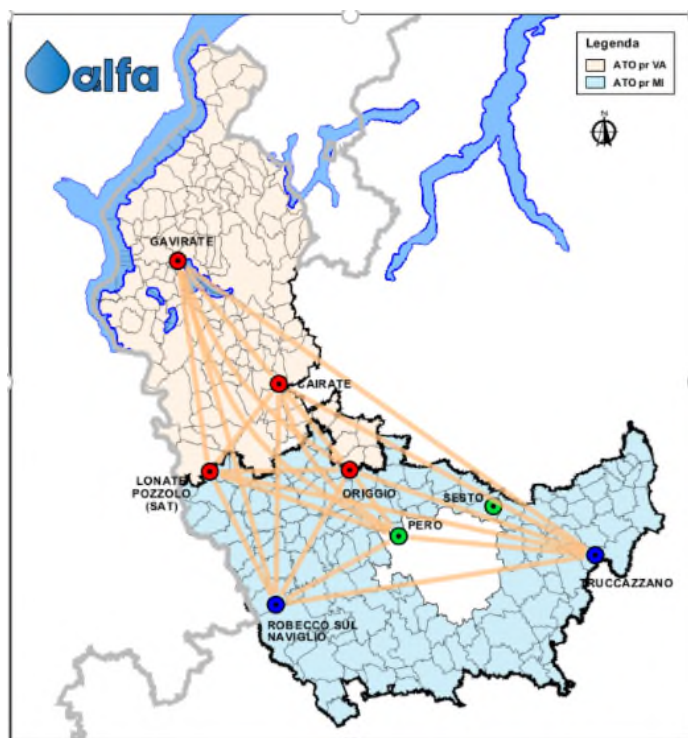 alfa
Legenda
ATO pr VA
ATO pr MI
N
GAVIRATE
CAIRATE
LONATE
POZZOLO
(SAT)
ORIGGIO
SESTO
PERO
TRUCCAZZANO
ROBECCO SUL
NAVIGLIO